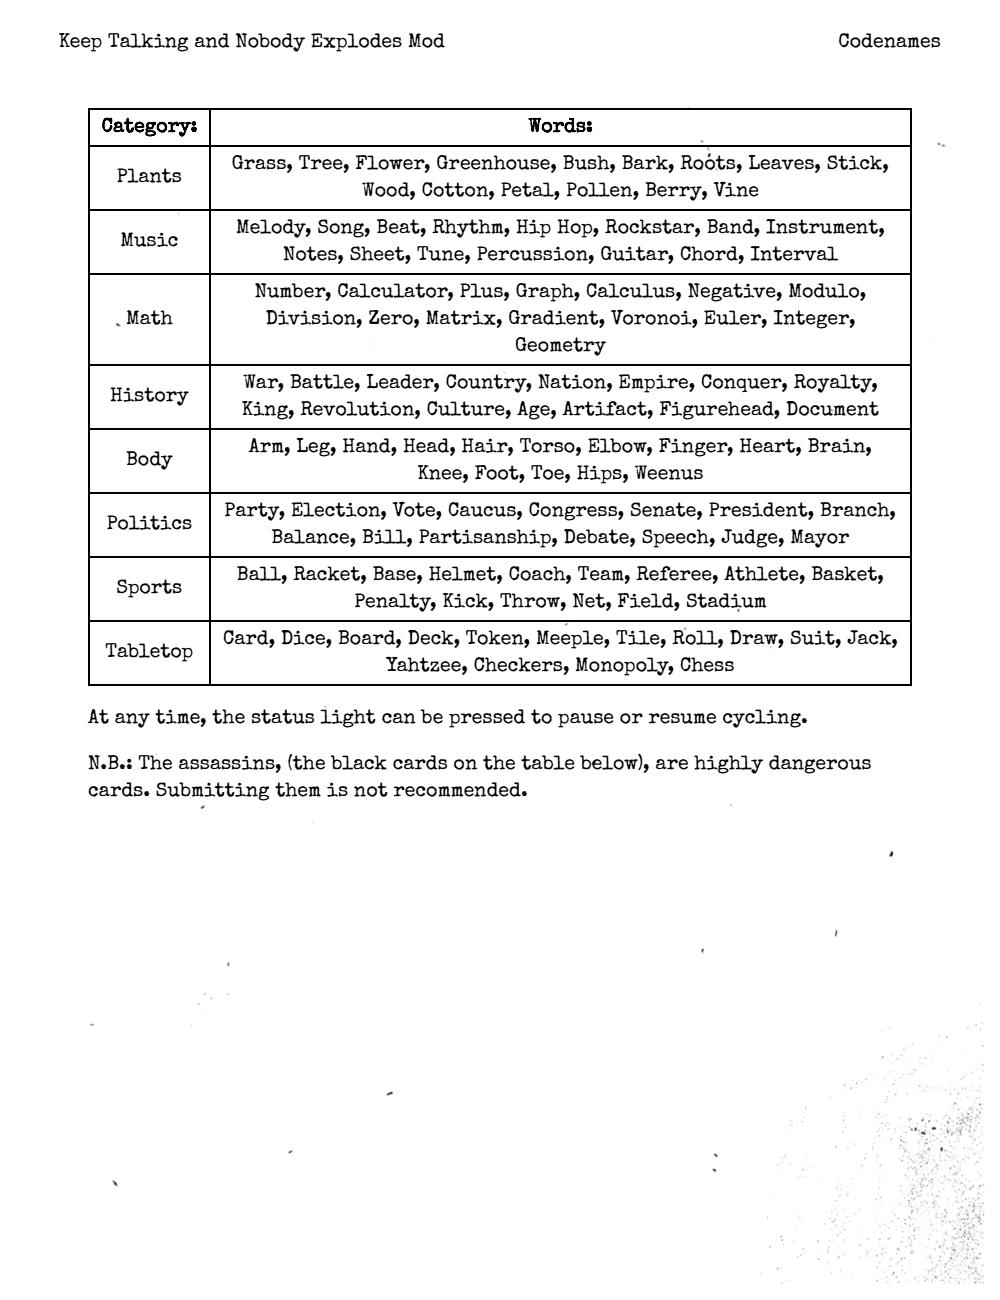 Keep Talking and Nobody Explodes Mod Codenames
Category: Words:
Plants
Grass, Tree, Flower, Greenhouse, Bush, Bark, Roots, Leaves, Stick,
Wood, Cotton, Petal, Pollen, Berry, Vine
Music
Melody, Song, Beat, Rhythm, Hip Hop, Rockstar, Band, Instrument,
Notes, Sheet, Tune, Percussion, Guitar, Chord, Interval
Math
Number, Calculator, Plus, Graph, Calculus, Negative, Modulo,
Division, Zero, Matrix, Gradient, Voronoi, Euler, Integer,
Geometry
History
War, Battle, Leader, Country, Nation, Empire, Conquer, Royalty,
King, Revolution, Culture, Age, Artifact, Figurehead, Document
Body
Arm, Leg, Hand, Head, Hair, Torso, Elbow, Finger, Heart, Brain,
Knee, Foot, Toe, Hips, Weenus
Politics
Party, Election, Vote, Caucus, Congress, Senate, President, Branch,
Balance, Bill, Partisanship, Debate, Speech, Judge, Mayor
Sports
Ball, Racket, Base, Helmet, Coach, Team, Referee, Athlete, Basket,
Penalty, Kick, Throw, Net, Field, Stadium
Tabletop
Card, Dice, Board, Deck, Token, Meeple, Tile, Roll, Draw, Suit, Jack,
Yahtzee, Checkers, Monopoly, Chess
At any time, the status light can be pressed to pause or resume cycling.
N.B.: The assassins, (the black cards on the table below), are highly dangerous
cards. Submitting them is not recommended.